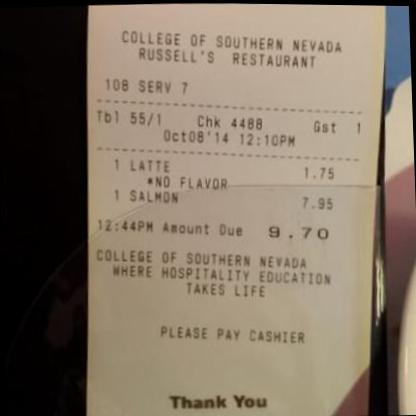 COLLEGE OF SOUTHERN NEVADA
RUSSELL'S RESTAURANT
108 SERV 7
Tbl 55/1 Chk 4488 Gst 1
Oct08'14 12:10PM
1 LATTE 1.75
*NO FLAVOR
1 SALMON 7.95
12:44PM Amount Due 9.70
COLLEGE OF SOUTHERN NEVADA
WHERE HOSPITALITY EDUCATION
TAKES LIFE
PLEASE PAY CASHIER
Thank You